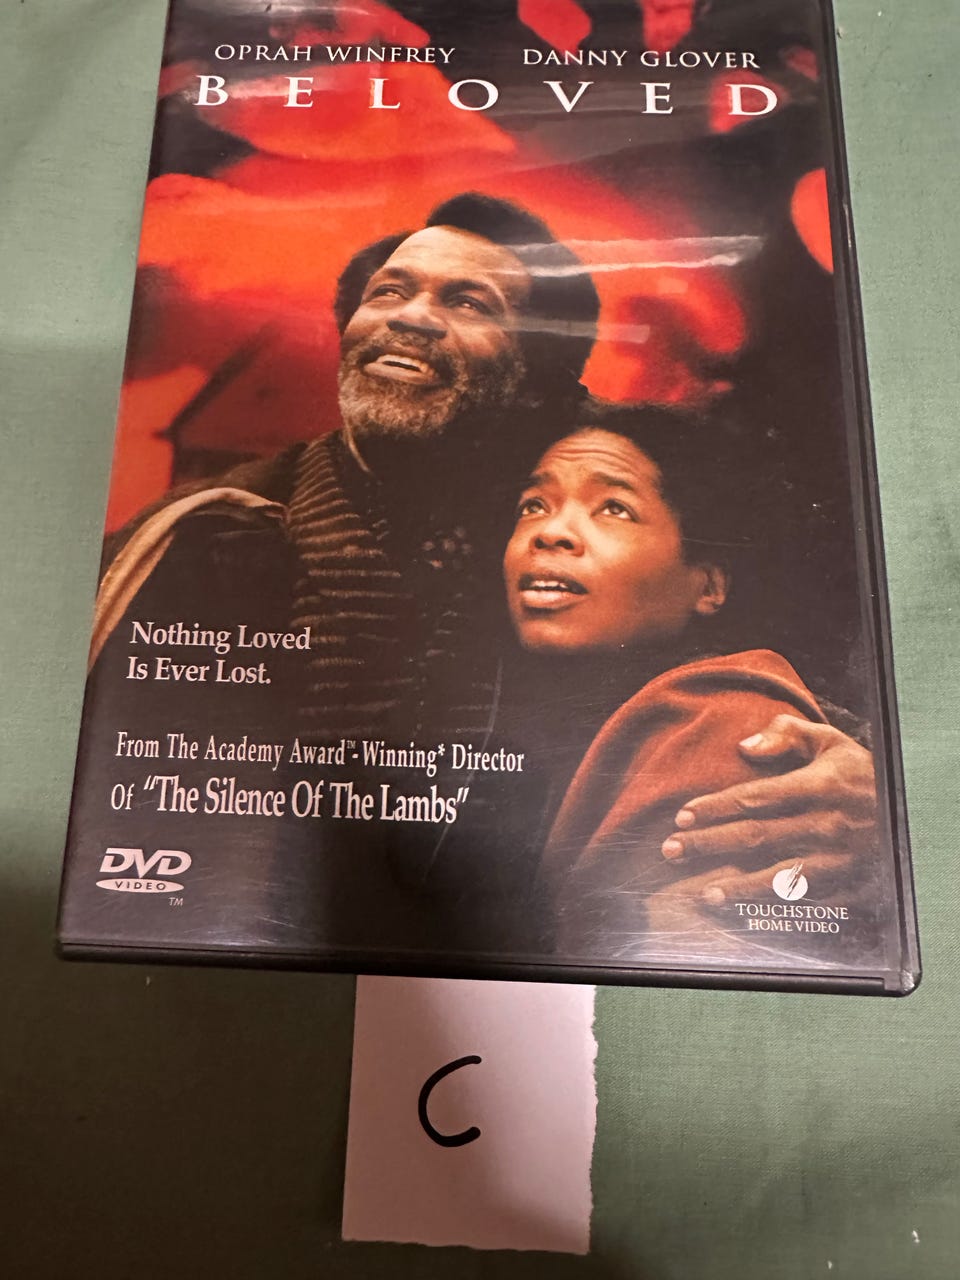 OPRAH WINFREY DANNY GLOVER
BELOVED
Nothing Loved
Is Ever Lost.
From The Academy Award™-Winning* Director
Of "The Silence Of The Lambs"
DVD
VIDEO
TM
TOUCHSTONE
HOME VIDEO
C